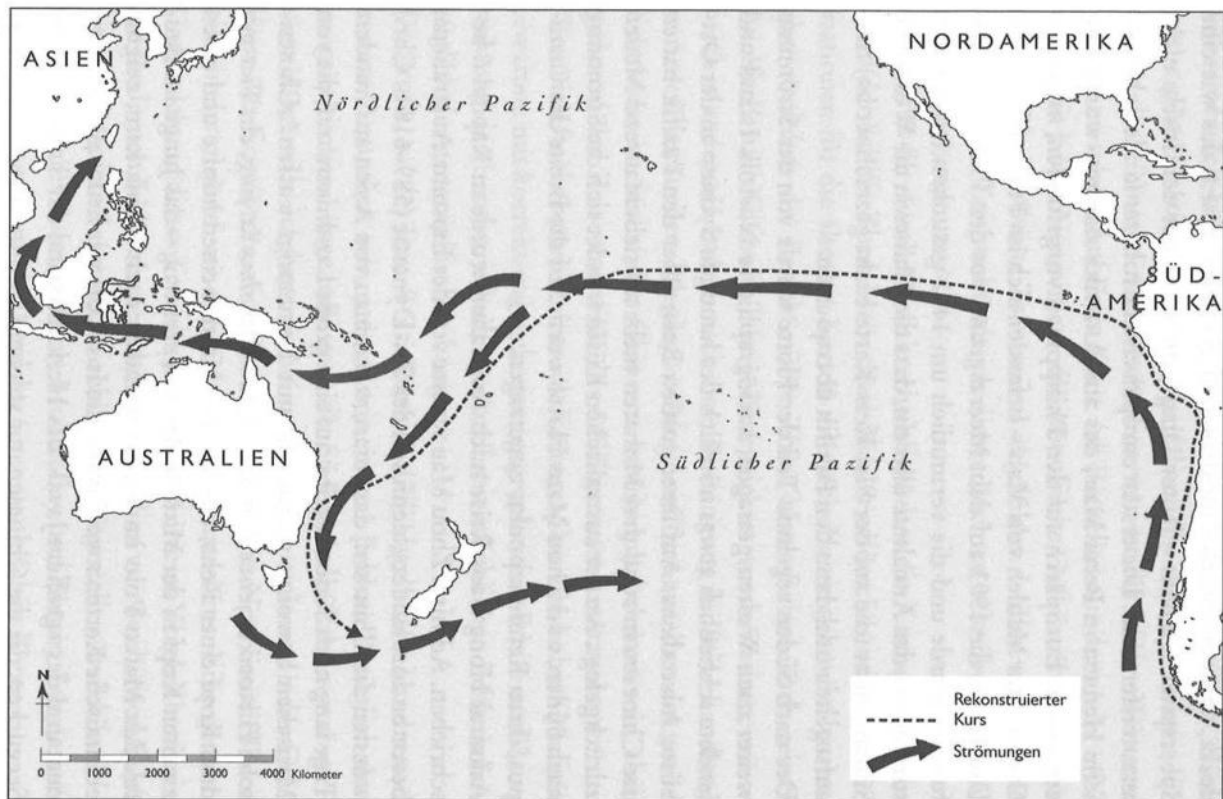 ASIEN
NORDAMERIKA
Nördlicher Pazifik
SÜD-
AMERIKA
AUSTRALIEN
Südlicher Pazifik
N
0 1000 2000 3000 4000 Kilometer
Rekonstruierter
Kurs
Strömungen